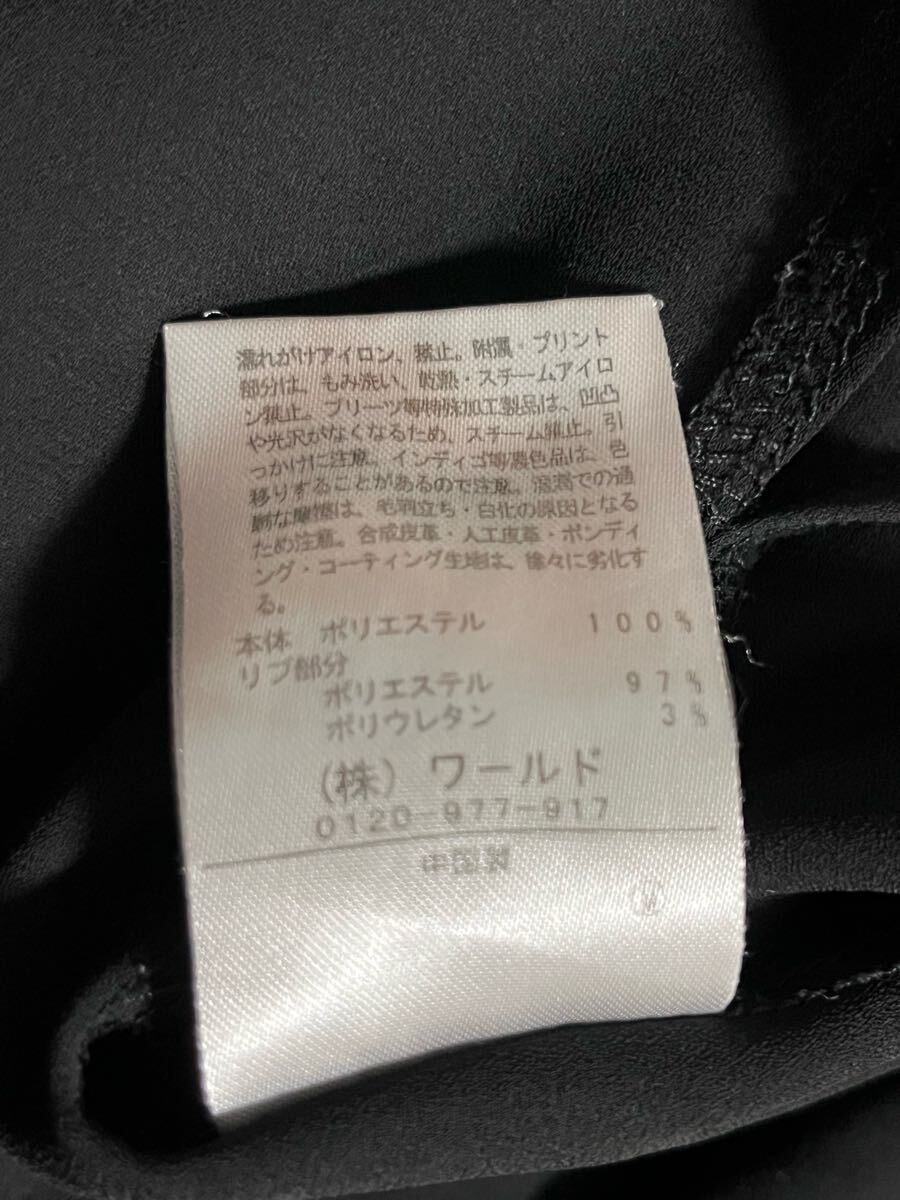 濡れがけアイロン、禁止。附属・プリント
部分は、もみ洗い、乾熱・スチームアイロ
ン禁止。プリーツ等特殊加工製品は、凹凸
や光沢がなくなるため、スチーム禁止。引
っかけに注意。インディゴ等濃色品は、色
移りすることがあるので注意。湿潤での過
剰な摩擦は、毛羽立ち・白化の原因となる
ため注意。合成皮革・人工皮革・ボンディ
ング・コーティング生地は、徐々に劣化す
る。
本体 ポリエステル 100%
リブ部分
ポリエステル 97%
ポリウレタン 3%
(株) ワールド
0120-977-917
中国製
W